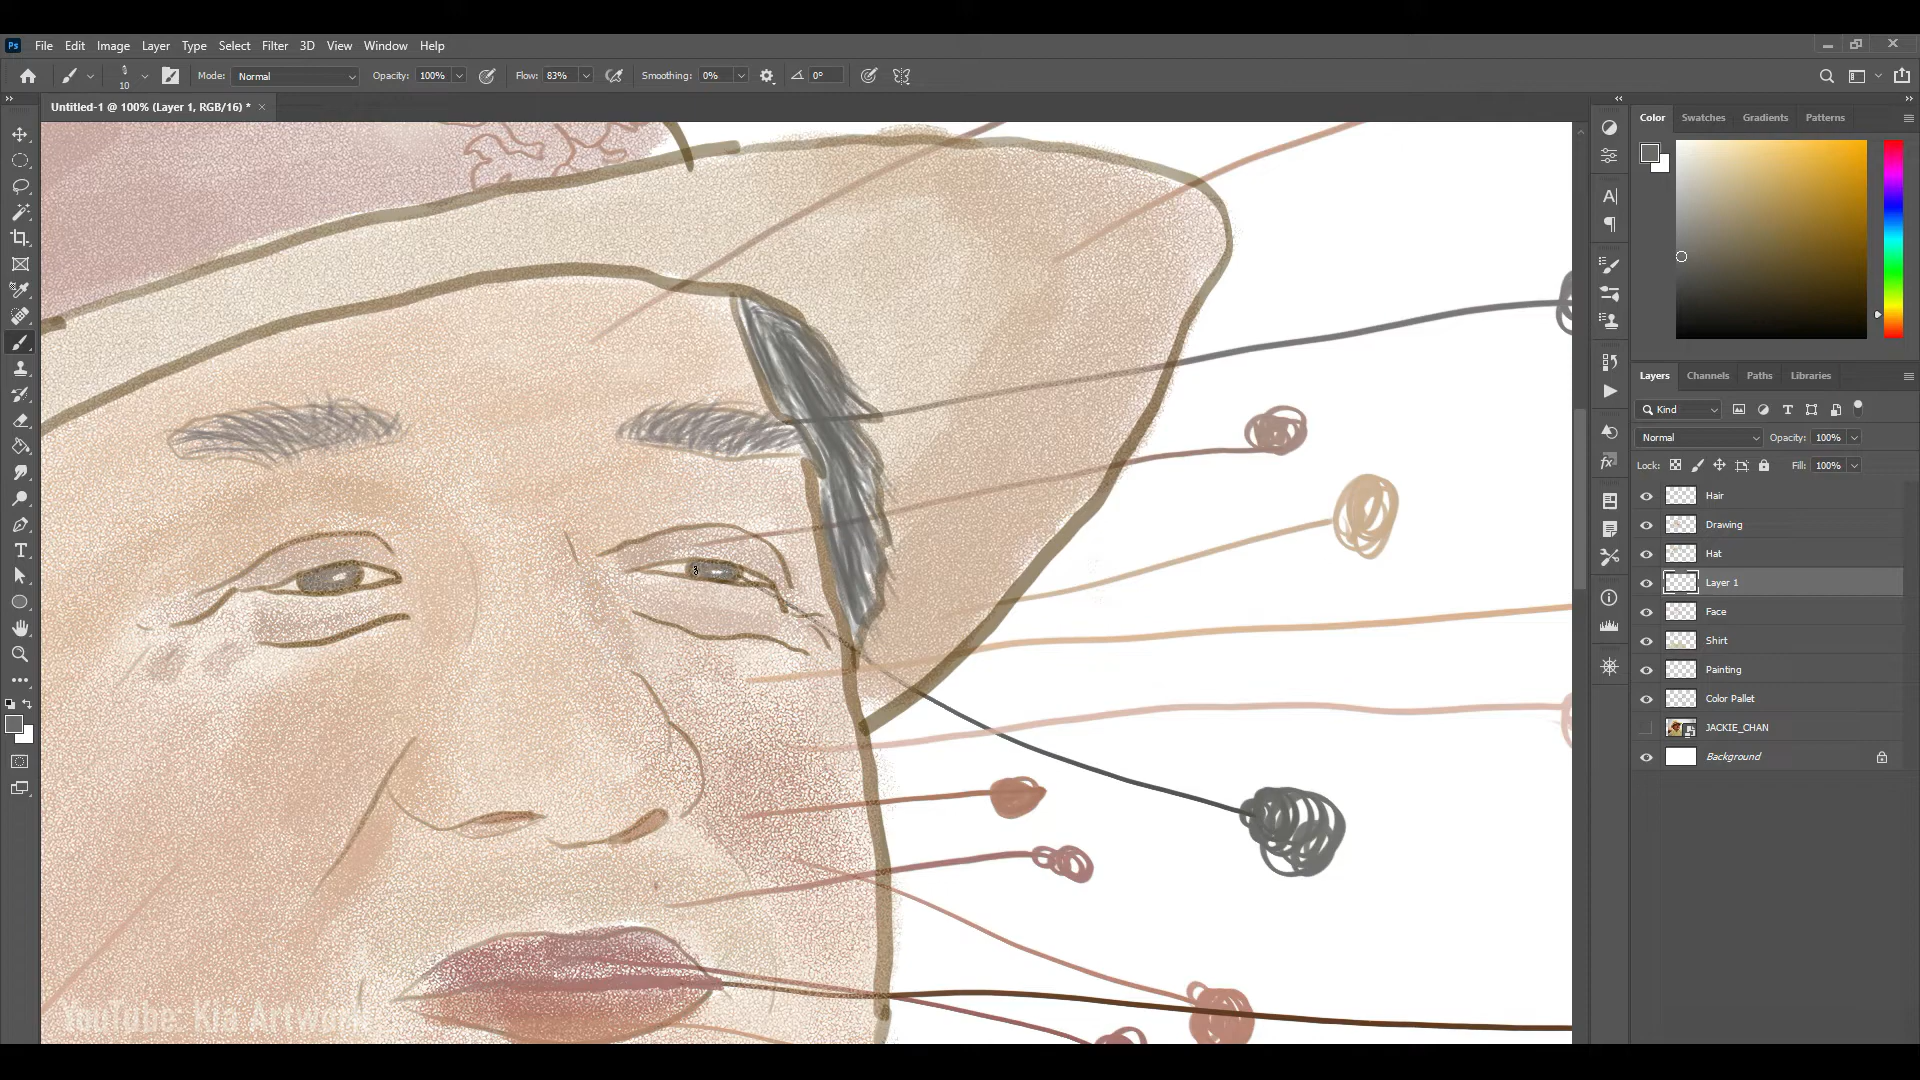 Ps File Edit Image Layer Type Select Filter 3D View Window Help
10 Mode: Normal Opacity: 100% Flow: 83% Smoothing: 0% 0°
Untitled-1 @ 100% (Layer 1, RGB/16) *
Color Swatches Gradients Patterns
Layers Channels Paths Libraries
Kind
Normal Opacity: 100%
Lock: Fill: 100%
Hair
Drawing
Hat
Layer 1
Face
Shirt
Painting
Color Pallet
JACKIE_CHAN
Background
YouTube: Kia Artwork